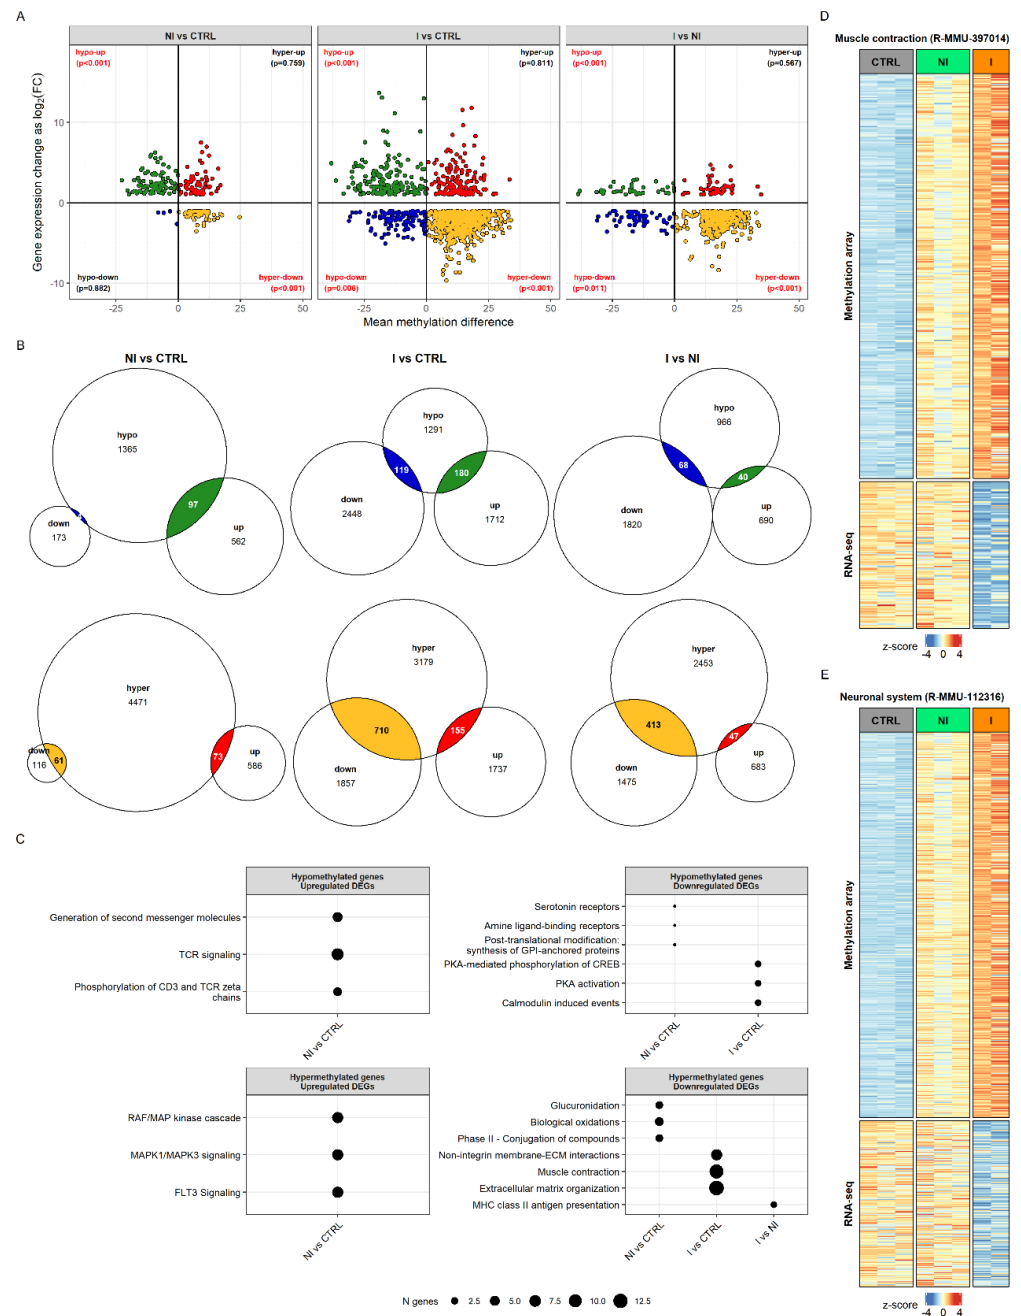 A
NI vs CTRL
I vs CTRL
I vs NI
hypo-up
(p<0.001)
hyper-up
(p=0.759)
hypo-up
(p<0.001)
hyper-up
(p=0.811)
hypo-up
(p<0.001)
hyper-up
(p=0.567)
Gene expression change as log2(FC)
10
0
-10
hypo-down
(p=0.882)
hyper-down
(p<0.001)
hypo-down
(p=0.006)
hyper-down
(p<0.001)
hypo-down
(p=0.011)
hyper-down
(p<0.001)
-25
0
25
50
-25
0
25
50
-25
0
25
50
Mean methylation difference
B
NI vs CTRL
I vs CTRL
I vs NI
hypo
1365
97
down
173
up
562
hypo
1291
119
180
down
2448
up
1712
hypo
966
68
40
down
1820
up
690
hyper
4471
down
116
61
73
up
586
hyper
3179
710
155
down
1857
up
1737
hyper
2453
413
47
down
1475
up
683
C
Hypomethylated genes
Upregulated DEGs
Generation of second messenger molecules
TCR signaling
Phosphorylation of CD3 and TCR zeta
chains
NI vs CTRL
Hypomethylated genes
Downregulated DEGs
Serotonin receptors
Amine ligand-binding receptors
Post-translational modification:
synthesis of GPI-anchored proteins
PKA-mediated phosphorylation of CREB
PKA activation
Calmodulin induced events
NI vs CTRL
I vs CTRL
Hypermethylated genes
Upregulated DEGs
RAF/MAP kinase cascade
MAPK1/MAPK3 signaling
FLT3 Signaling
NI vs CTRL
Hypermethylated genes
Downregulated DEGs
Glucuronidation
Biological oxidations
Phase II - Conjugation of compounds
Non-integrin membrane-ECM interactions
Muscle contraction
Extracellular matrix organization
MHC class II antigen presentation
NI vs CTRL
I vs CTRL
I vs NI
N genes
2.5
5.0
7.5
10.0
12.5
D
Muscle contraction (R-MMU-397014)
CTRL
NI
I
Methylation array
RNA-seq
z-score
-4
0
4
E
Neuronal system (R-MMU-112316)
CTRL
NI
I
Methylation array
RNA-seq
z-score
-4
0
4